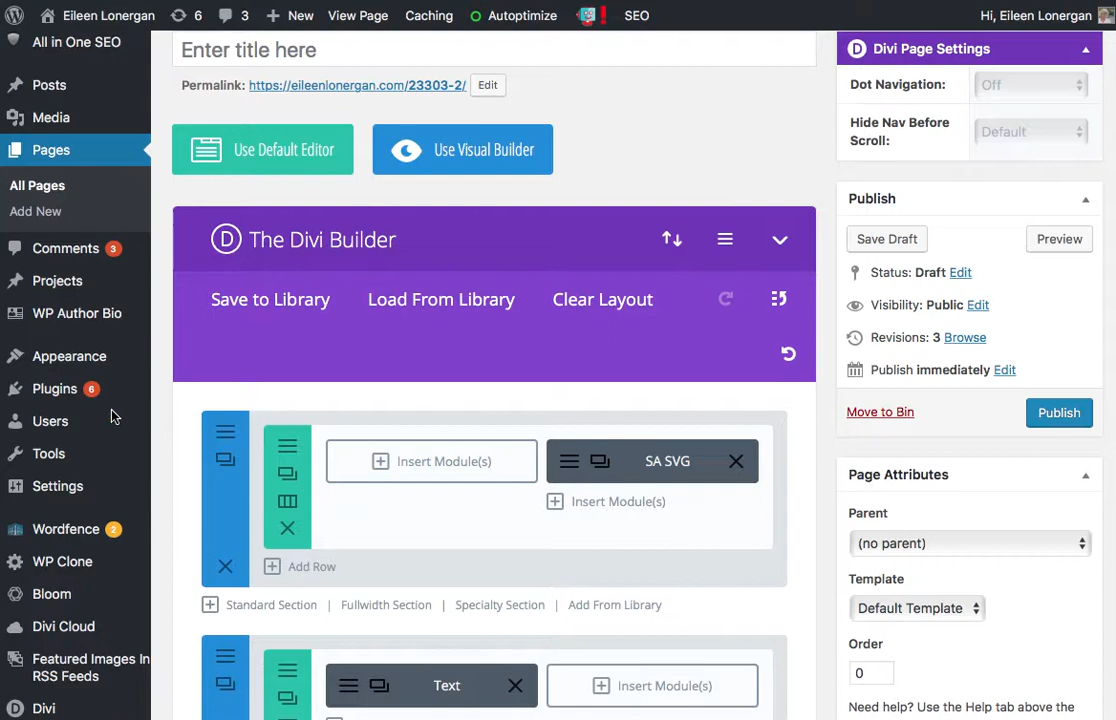 Eileen Lonergan
6
3
New
View Page
Caching
Autoptimize
!
SEO
Hi, Eileen Lonergan
All in One SEO
Posts
Media
Pages
All Pages
Add New
Comments 3
Projects
WP Author Bio
Appearance
Plugins 6
Users
Tools
Settings
Wordfence 2
WP Clone
Bloom
Divi Cloud
Featured Images In
RSS Feeds
Divi
Enter title here
Permalink: https://eileenlonergan.com/23303-2/ Edit
Use Default Editor
Use Visual Builder
D The Divi Builder
Save to Library
Load From Library
Clear Layout
Insert Module(s)
SA SVG
Insert Module(s)
Add Row
Standard Section | Fullwidth Section | Specialty Section | Add From Library
Text
Insert Module(s)
D Divi Page Settings
Dot Navigation: Off
Hide Nav Before
Scroll:
Default
Publish
Save Draft
Preview
Status: Draft Edit
Visibility: Public Edit
Revisions: 3 Browse
Publish immediately Edit
Move to Bin
Publish
Page Attributes
Parent
(no parent)
Template
Default Template
Order
0
Need help? Use the Help tab above the